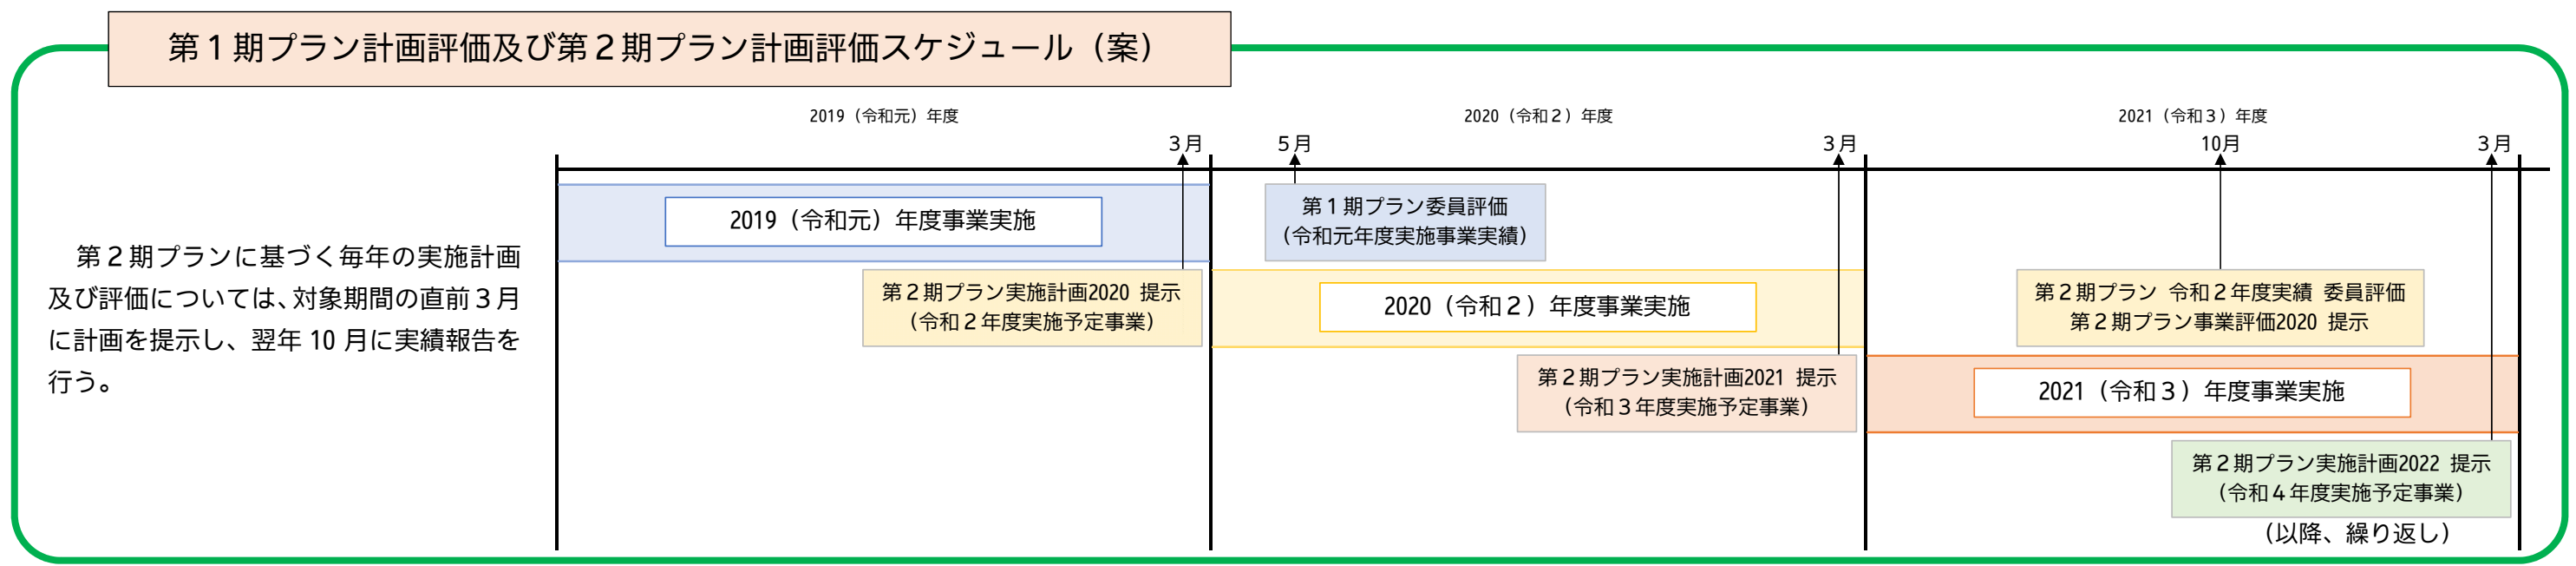 第１期プラン計画評価及び第２期プラン計画評価スケジュール（案）
2019（令和元）年度
2020（令和２）年度
2021（令和３）年度
３月
５月
３月
10月
３月
第２期プランに基づく毎年の実施計画
及び評価については、対象期間の直前３月
に計画を提示し、翌年 10 月に実績報告を
行う。
2019（令和元）年度事業実施
第１期プラン委員評価
（令和元年度実施事業実績）
第２期プラン実施計画2020 提示
（令和２年度実施予定事業）
2020（令和２）年度事業実施
第２期プラン 令和２年度実績 委員評価
第２期プラン事業評価2020 提示
第２期プラン実施計画2021 提示
（令和３年度実施予定事業）
2021（令和３）年度事業実施
第２期プラン実施計画2022 提示
（令和４年度実施予定事業）
（以降、繰り返し）